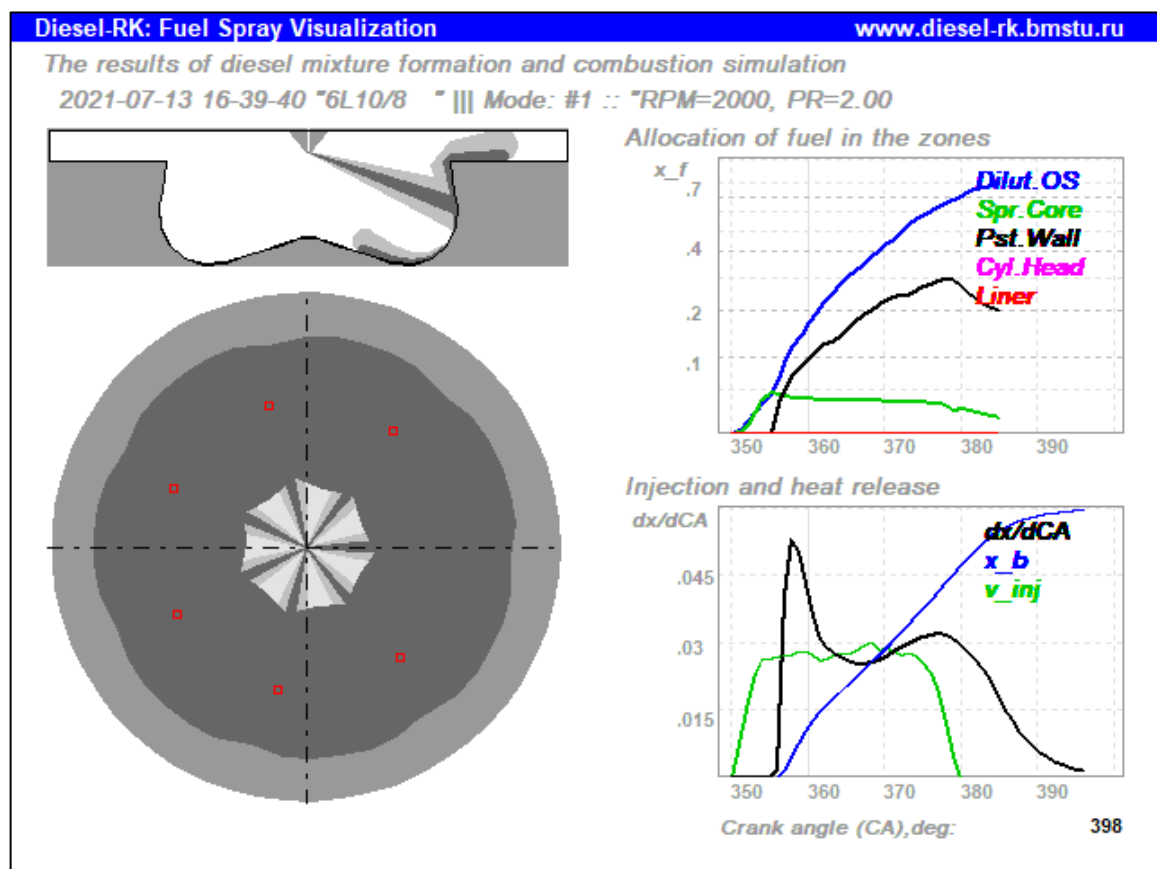 Diesel-RK: Fuel Spray Visualization www.diesel-rk.bmstu.ru
The results of diesel mixture formation and combustion simulation
2021-07-13 16-39-40 "6L10/8 " ||| Mode: #1 :: "RPM=2000, PR=2.00
Allocation of fuel in the zones
x_f
.7
.4
.2
.1
Dilut.OS
Spr.Core
Pst.Wall
Cyl.Head
Liner
350 360 370 380 390
Injection and heat release
dx/dCA
.045
.03
.015
dx/dCA
x_b
v_inj
350 360 370 380 390
Crank angle (CA),deg: 398